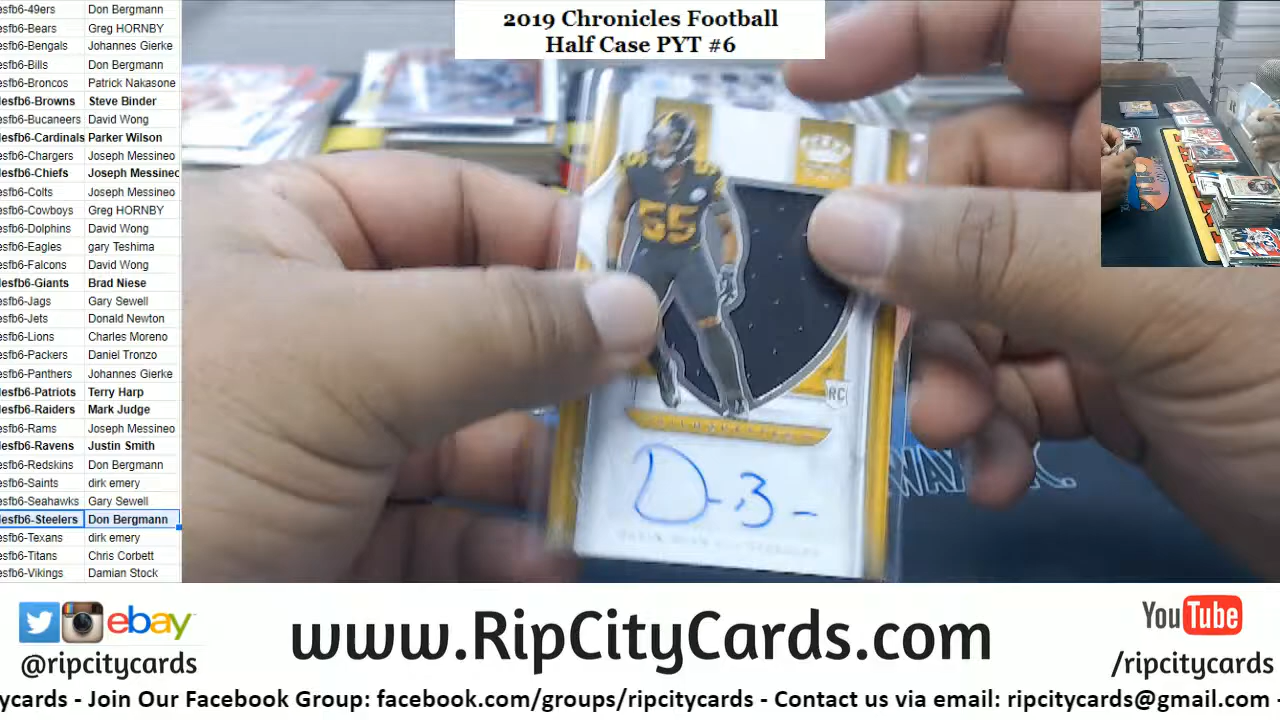 2019 Chronicles Football
Half Case PYT #6
esfb6-49ers Don Bergmann
esfb6-Bears Greg HORNBY
esfb6-Bengals Johannes Gierke
esfb6-Bills Don Bergmann
esfb6-Broncos Patrick Nakasone
lesfb6-Browns Steve Binder
esfb6-Bucaneers David Wong
lesfb6-Cardinals Parker Wilson
esfb6-Chargers Joseph Messineo
lesfb6-Chiefs Joseph Messineo
esfb6-Colts Joseph Messineo
esfb6-Cowboys Greg HORNBY
esfb6-Dolphins David Wong
esfb6-Eagles gary Teshima
esfb6-Falcons David Wong
lesfb6-Giants Brad Niese
esfb6-Jags Gary Sewell
esfb6-Jets Donald Newton
esfb6-Lions Charles Moreno
esfb6-Packers Daniel Tronzo
esfb6-Panthers Johannes Gierke
lesfb6-Patriots Terry Harp
lesfb6-Raiders Mark Judge
esfb6-Rams Joseph Messineo
lesfb6-Ravens Justin Smith
esfb6-Redskins Don Bergmann
esfb6-Saints dirk emery
esfb6-Seahawks Gary Sewell
lesfb6-Steelers Don Bergmann
esfb6-Texans dirk emery
esfb6-Titans Chris Corbett
esfb6-Vikings Damian Stock
55
RC
ebay
@ripcitycards
www.RipCityCards.com
YouTube
/ripcitycards
ycards - Join Our Facebook Group: facebook.com/groups/ripcitycards - Contact us via email: ripcitycards@gmail.com -